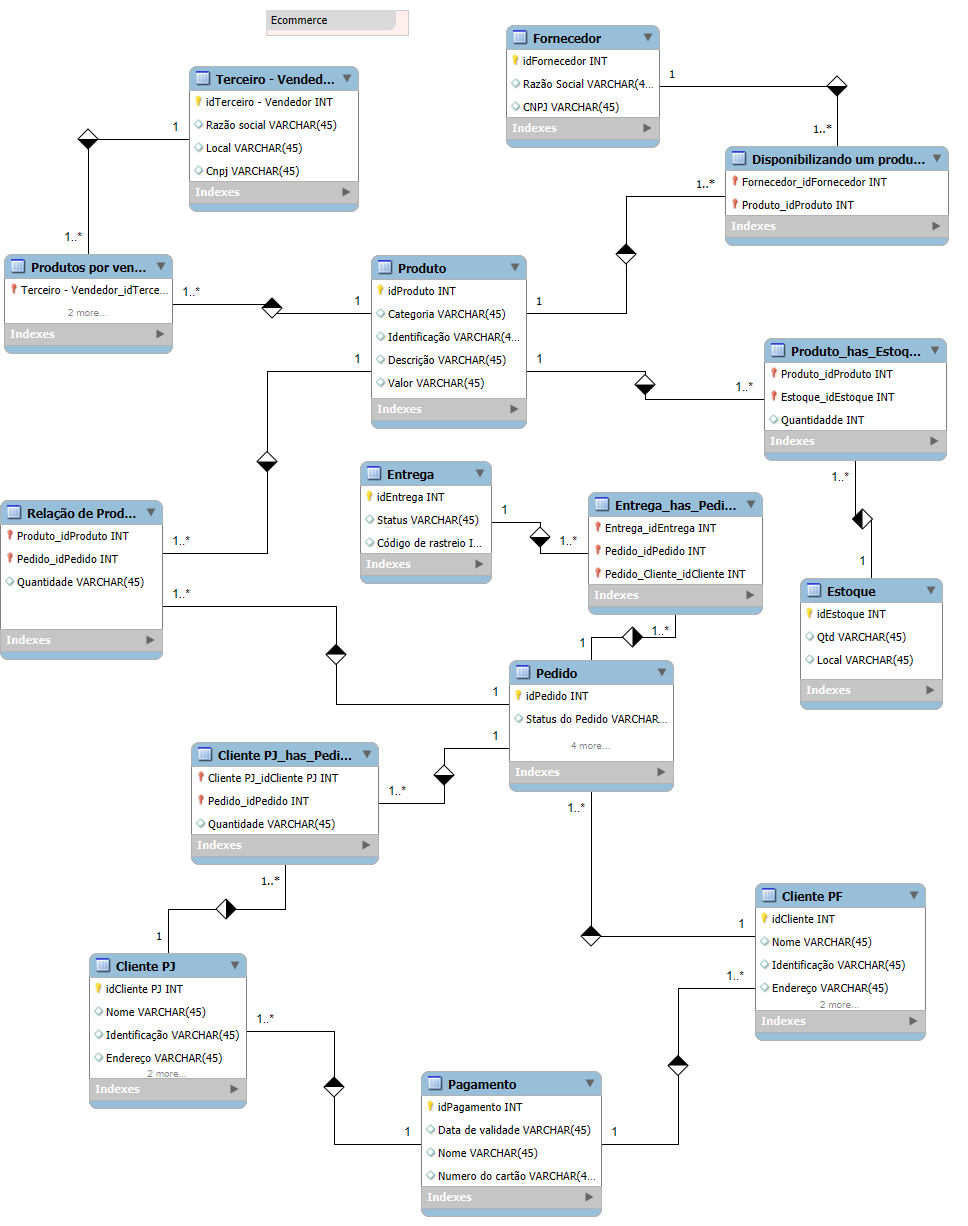 Ecommerce
Fornecedor
idFornecedor INT
Razão Social VARCHAR(4...
CNPJ VARCHAR(45)
Indexes
1
1..*
Terceiro - Vended...
idTerceiro - Vendedor INT
Razão social VARCHAR(45)
Local VARCHAR(45)
Cnpj VARCHAR(45)
Indexes
1
1..*
Disponibilizando um produ...
Fornecedor_idFornecedor INT
Produto_idProduto INT
Indexes
1..*
Produtos por ven...
Terceiro - Vendedor_idTerce...
2 more...
Indexes
1..*
Produto
idProduto INT
Categoria VARCHAR(45)
Identificação VARCHAR(4...
Descrição VARCHAR(45)
Valor VARCHAR(45)
Indexes
1
1
1
1
1..*
Produto_has_Estoq...
Produto_idProduto INT
Estoque_idEstoque INT
Quantidadde INT
Indexes
1..*
1
Entrega
idEntrega INT
Status VARCHAR(45)
Código de rastreio I...
Indexes
1
1..*
Entrega_has_Pedi...
Entrega_idEntrega INT
Pedido_idPedido INT
Pedido_Cliente_idCliente INT
Indexes
1..*
1
Relação de Prod...
Produto_idProduto INT
Pedido_idPedido INT
Quantidade VARCHAR(45)
Indexes
1..*
1..*
Estoque
idEstoque INT
Qtd VARCHAR(45)
Local VARCHAR(45)
Indexes
Pedido
idPedido INT
Status do Pedido VARCHAR...
4 more...
Indexes
1
1
1..*
Cliente PJ_has_Pedi...
Cliente PJ_idCliente PJ INT
Pedido_idPedido INT
Quantidade VARCHAR(45)
Indexes
1..*
1..*
1
Cliente PF
idCliente INT
Nome VARCHAR(45)
Identificação VARCHAR(45)
Endereço VARCHAR(45)
2 more...
Indexes
1
1..*
Cliente PJ
idCliente PJ INT
Nome VARCHAR(45)
Identificação VARCHAR(45)
Endereço VARCHAR(45)
2 more...
Indexes
1..*
Pagamento
idPagamento INT
Data de validade VARCHAR(45)
Nome VARCHAR(45)
Numero do cartão VARCHAR(4...
Indexes
1
1